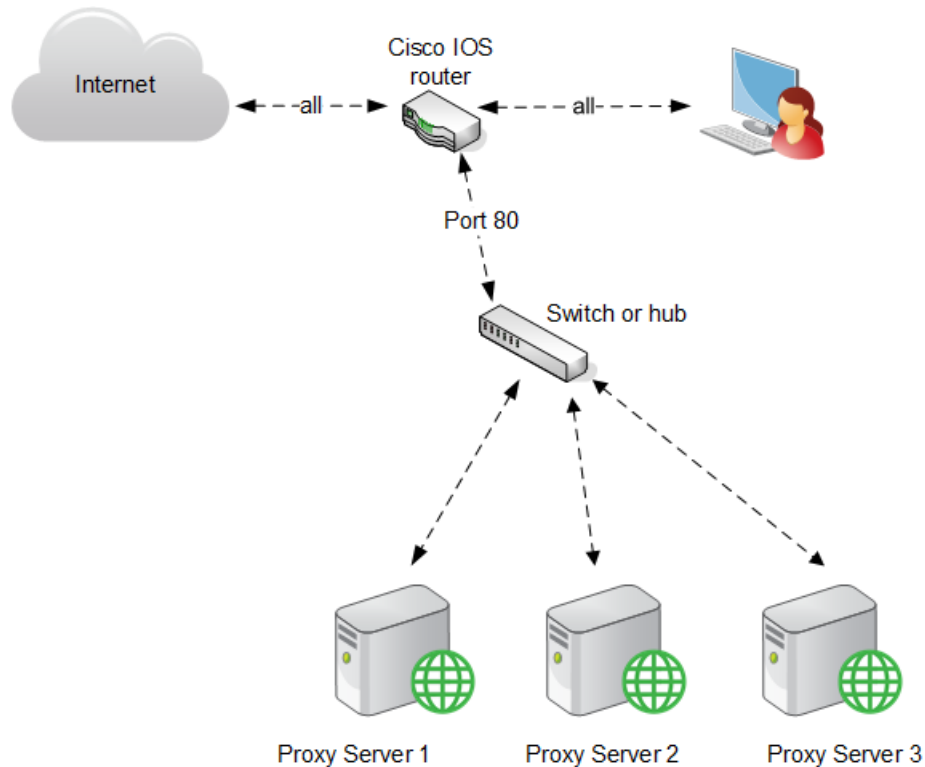 Internet
Cisco IOS
router
all
all
Port 80
Switch or hub
Proxy Server 1
Proxy Server 2
Proxy Server 3